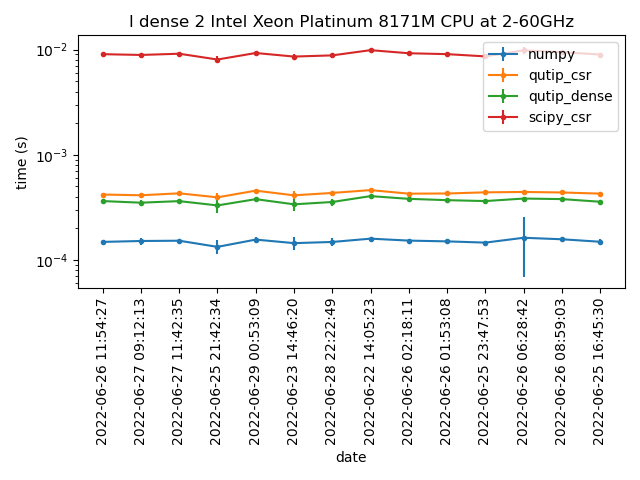 I dense 2 Intel Xeon Platinum 8171M CPU at 2-60GHz
time (s)
10⁻²
10⁻³
10⁻⁴
numpy
qutip_csr
qutip_dense
scipy_csr
2022-06-26 11:54:27
2022-06-27 09:12:13
2022-06-27 11:42:35
2022-06-25 21:42:34
2022-06-29 00:53:09
2022-06-23 14:46:20
2022-06-28 22:22:49
2022-06-22 14:05:23
2022-06-26 02:18:11
2022-06-26 01:53:08
2022-06-25 23:47:53
2022-06-26 06:28:42
2022-06-26 08:59:03
2022-06-25 16:45:30
date